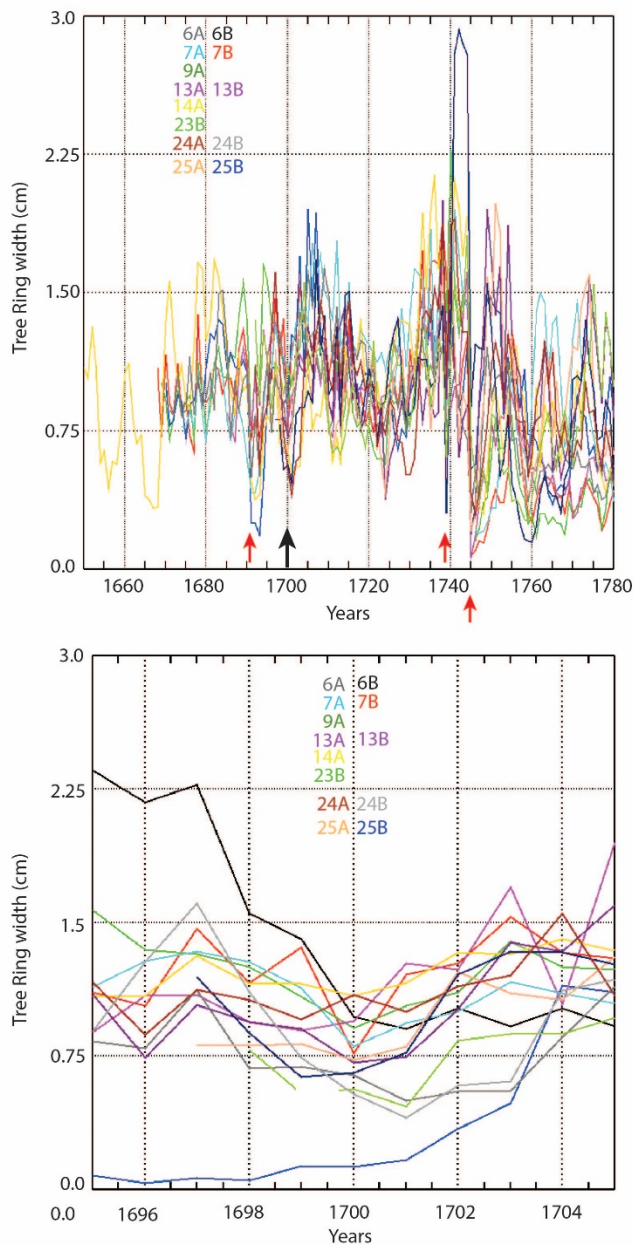 3.0
6A 6B
7A 7B
9A
13A 13B
14A
23B
24A 24B
25A 25B
2.25
1.50
0.75
0.0
Tree Ring width (cm)
1660 1680 1700 1720 1740 1760 1780
Years
3.0
6A 6B
7A 7B
9A
13A 13B
14A
23B
24A 24B
25A 25B
2.25
1.5
0.75
0.0
Tree Ring width (cm)
0.0 1696 1698 1700 1702 1704
Years